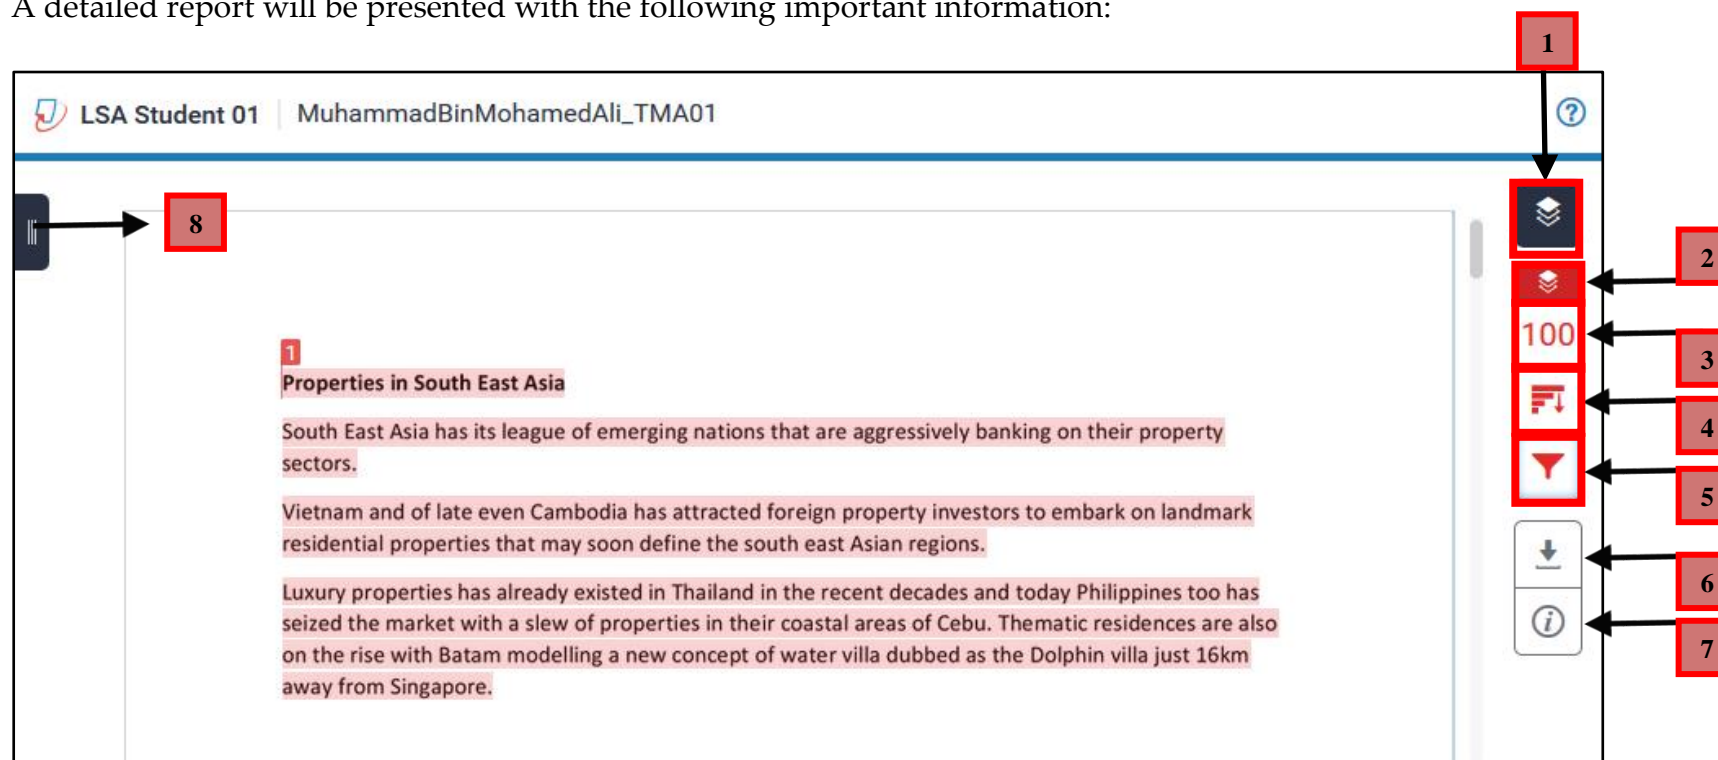 A detailed report will be presented with the following important information:
1
LSA Student 01 MuhammadBinMohamedAli_TMA01
8
2
1
100
3
Properties in South East Asia
4
South East Asia has its league of emerging nations that are aggressively banking on their property
sectors.
5
Vietnam and of late even Cambodia has attracted foreign property investors to embark on landmark
residential properties that may soon define the south east Asian regions.
6
Luxury properties has already existed in Thailand in the recent decades and today Philippines too has
seized the market with a slew of properties in their coastal areas of Cebu. Thematic residences are also
on the rise with Batam modelling a new concept of water villa dubbed as the Dolphin villa just 16km
7
away from Singapore.